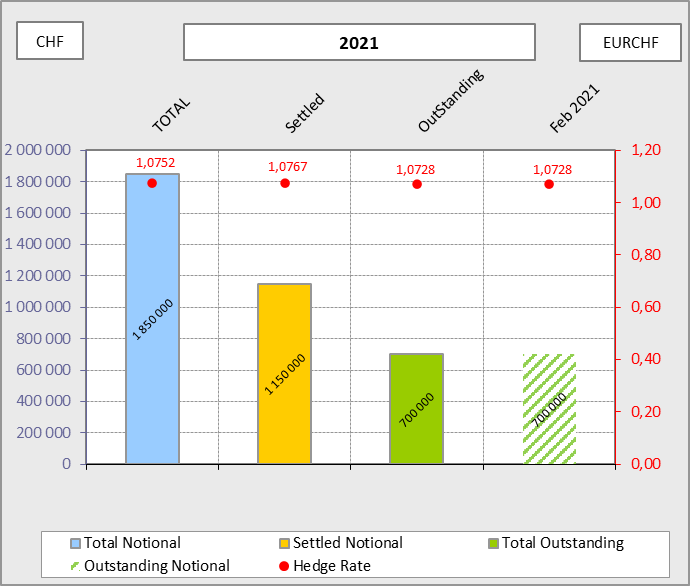 CHF
2021
EURCHF
TOTAL
Settled
OutStanding
Feb 2021
2 000 000
1 800 000
1 600 000
1 400 000
1 200 000
1 000 000
800 000
600 000
400 000
200 000
0
1,0752
1,0767
1,0728
1,0728
1 850 000
1 150 000
700 000
700 000
1,20
1,00
0,80
0,60
0,40
0,20
0,00
Total Notional
Settled Notional
Total Outstanding
Outstanding Notional
Hedge Rate